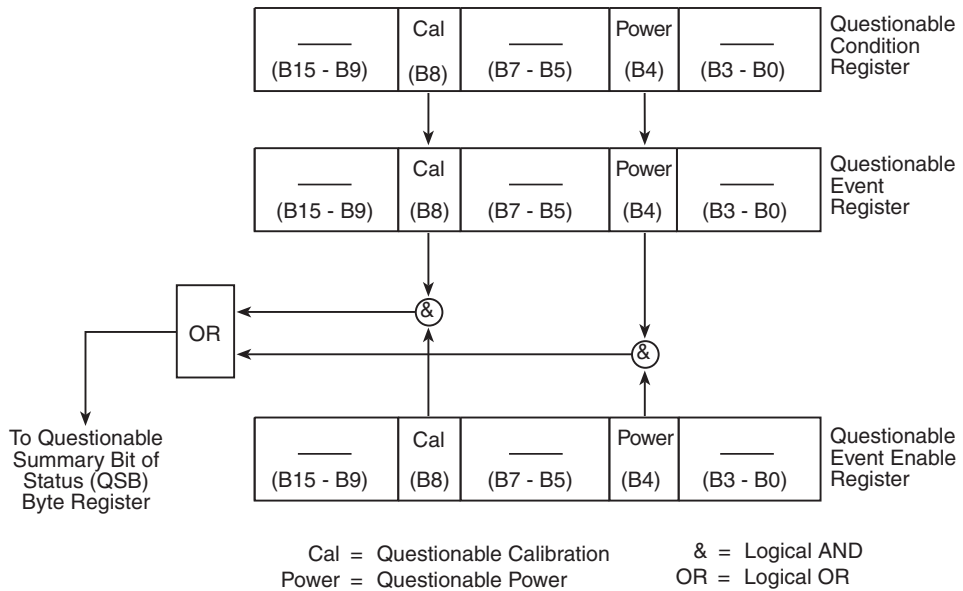 Cal
Power
(B15 - B9)
(B8)
(B7 - B5)
(B4)
(B3 - B0)
Questionable
Condition
Register
Cal
Power
(B15 - B9)
(B8)
(B7 - B5)
(B4)
(B3 - B0)
Questionable
Event
Register
&
OR
&
To Questionable
Summary Bit of
Status (QSB)
Byte Register
Cal
Power
(B15 - B9)
(B8)
(B7 - B5)
(B4)
(B3 - B0)
Questionable
Event Enable
Register
Cal = Questionable Calibration
Power = Questionable Power
& = Logical AND
OR = Logical OR